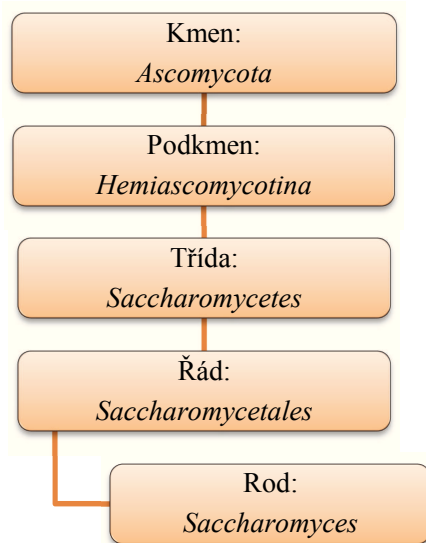 Kmen:
Ascomycota
Podkmen:
Hemiascomycotina
Třída:
Saccharomycetes
Řád:
Saccharomycetales
Rod:
Saccharomyces